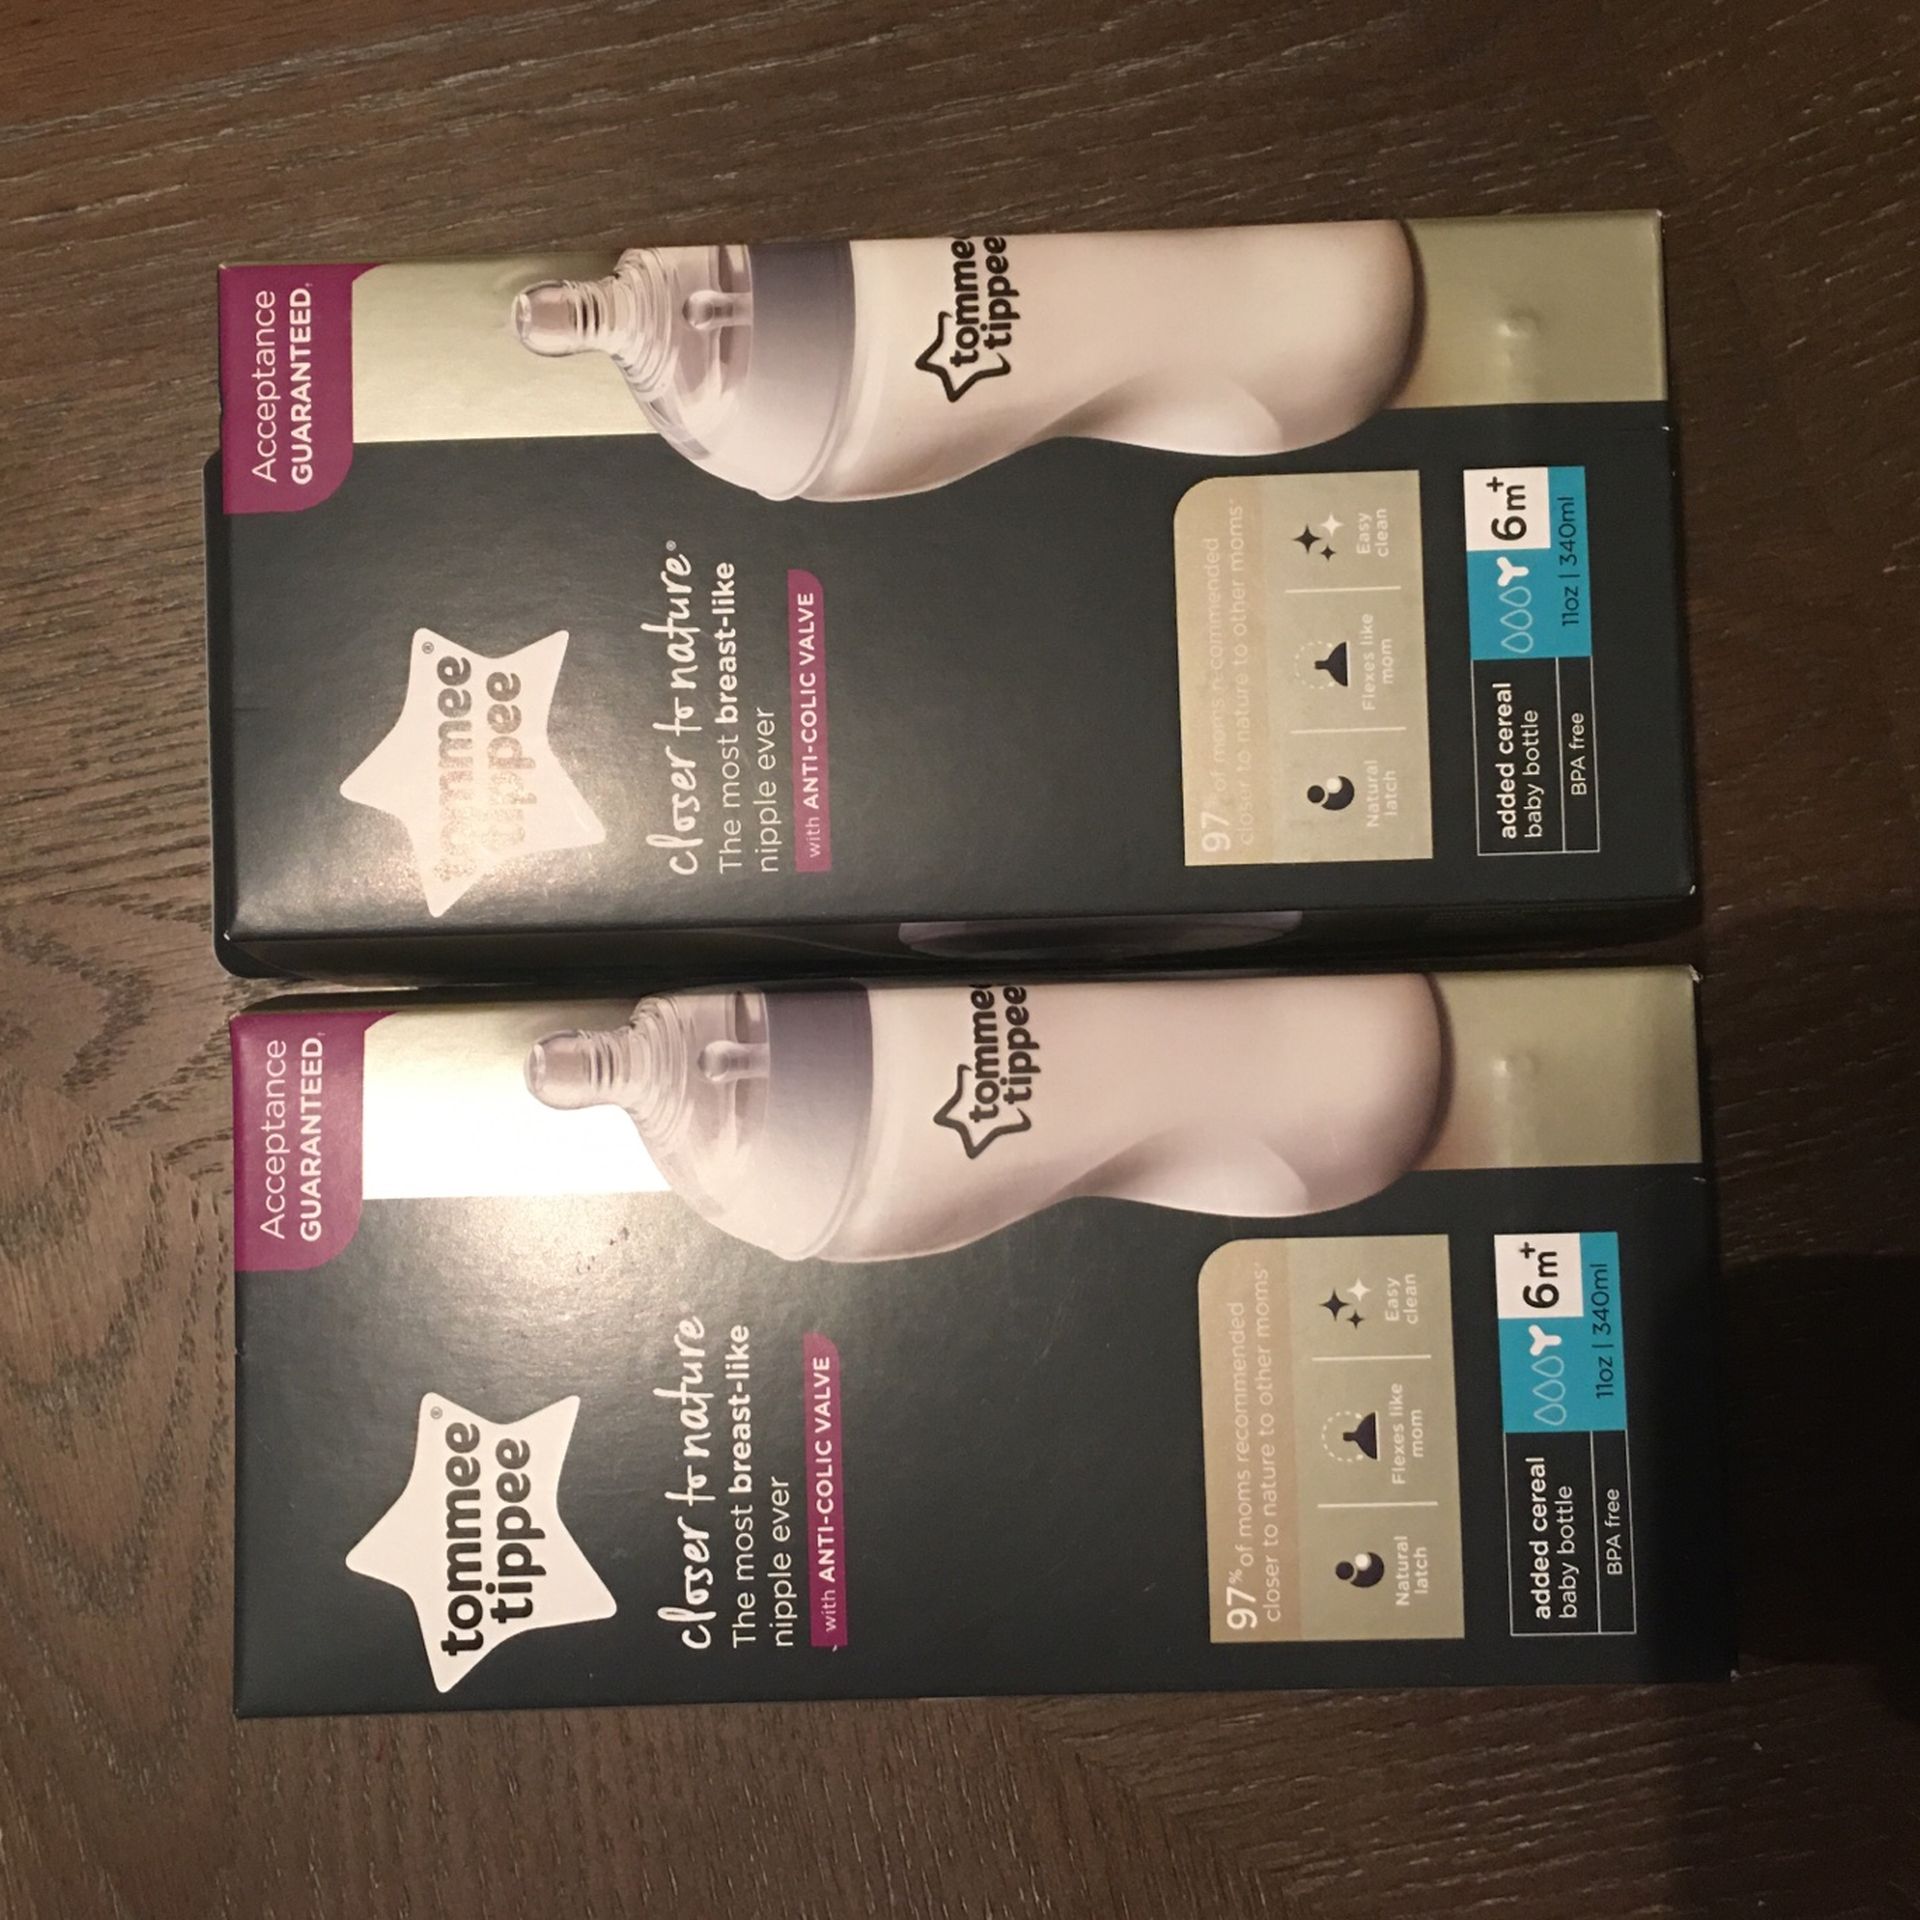 Acceptance
GUARANTEED†
tommee®
tippee
closer to nature®
The most breast-like
nipple ever
with ANTI-COLIC VALVE
tommee
tippee
97% of moms recommended
closer to nature to other moms*
Natural
latch
Flexes like
mom
Easy
clean
added cereal
baby bottle
BPA free
6m+
11oz | 340ml
Acceptance
GUARANTEED†
tommee®
tippee
closer to nature®
The most breast-like
nipple ever
with ANTI-COLIC VALVE
tommee
tippee
97% of moms recommended
closer to nature to other moms*
Natural
latch
Flexes like
mom
Easy
clean
added cereal
baby bottle
BPA free
6m+
11oz | 340ml